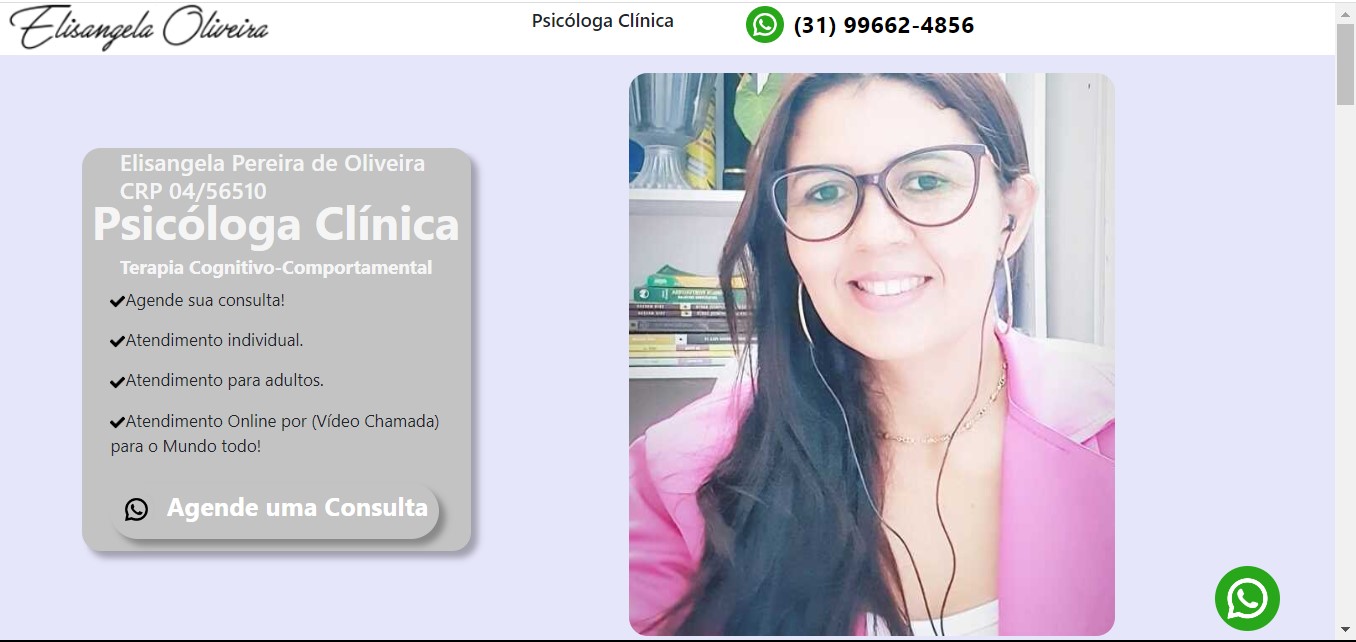 Elisangela Oliveira
Psicóloga Clínica
(31) 99662-4856
Elisangela Pereira de Oliveira
CRP 04/56510
Psicóloga Clínica
Terapia Cognitivo-Comportamental
Agende sua consulta!
Atendimento individual.
Atendimento para adultos.
Atendimento Online por (Vídeo Chamada)
para o Mundo todo!
Agende uma Consulta